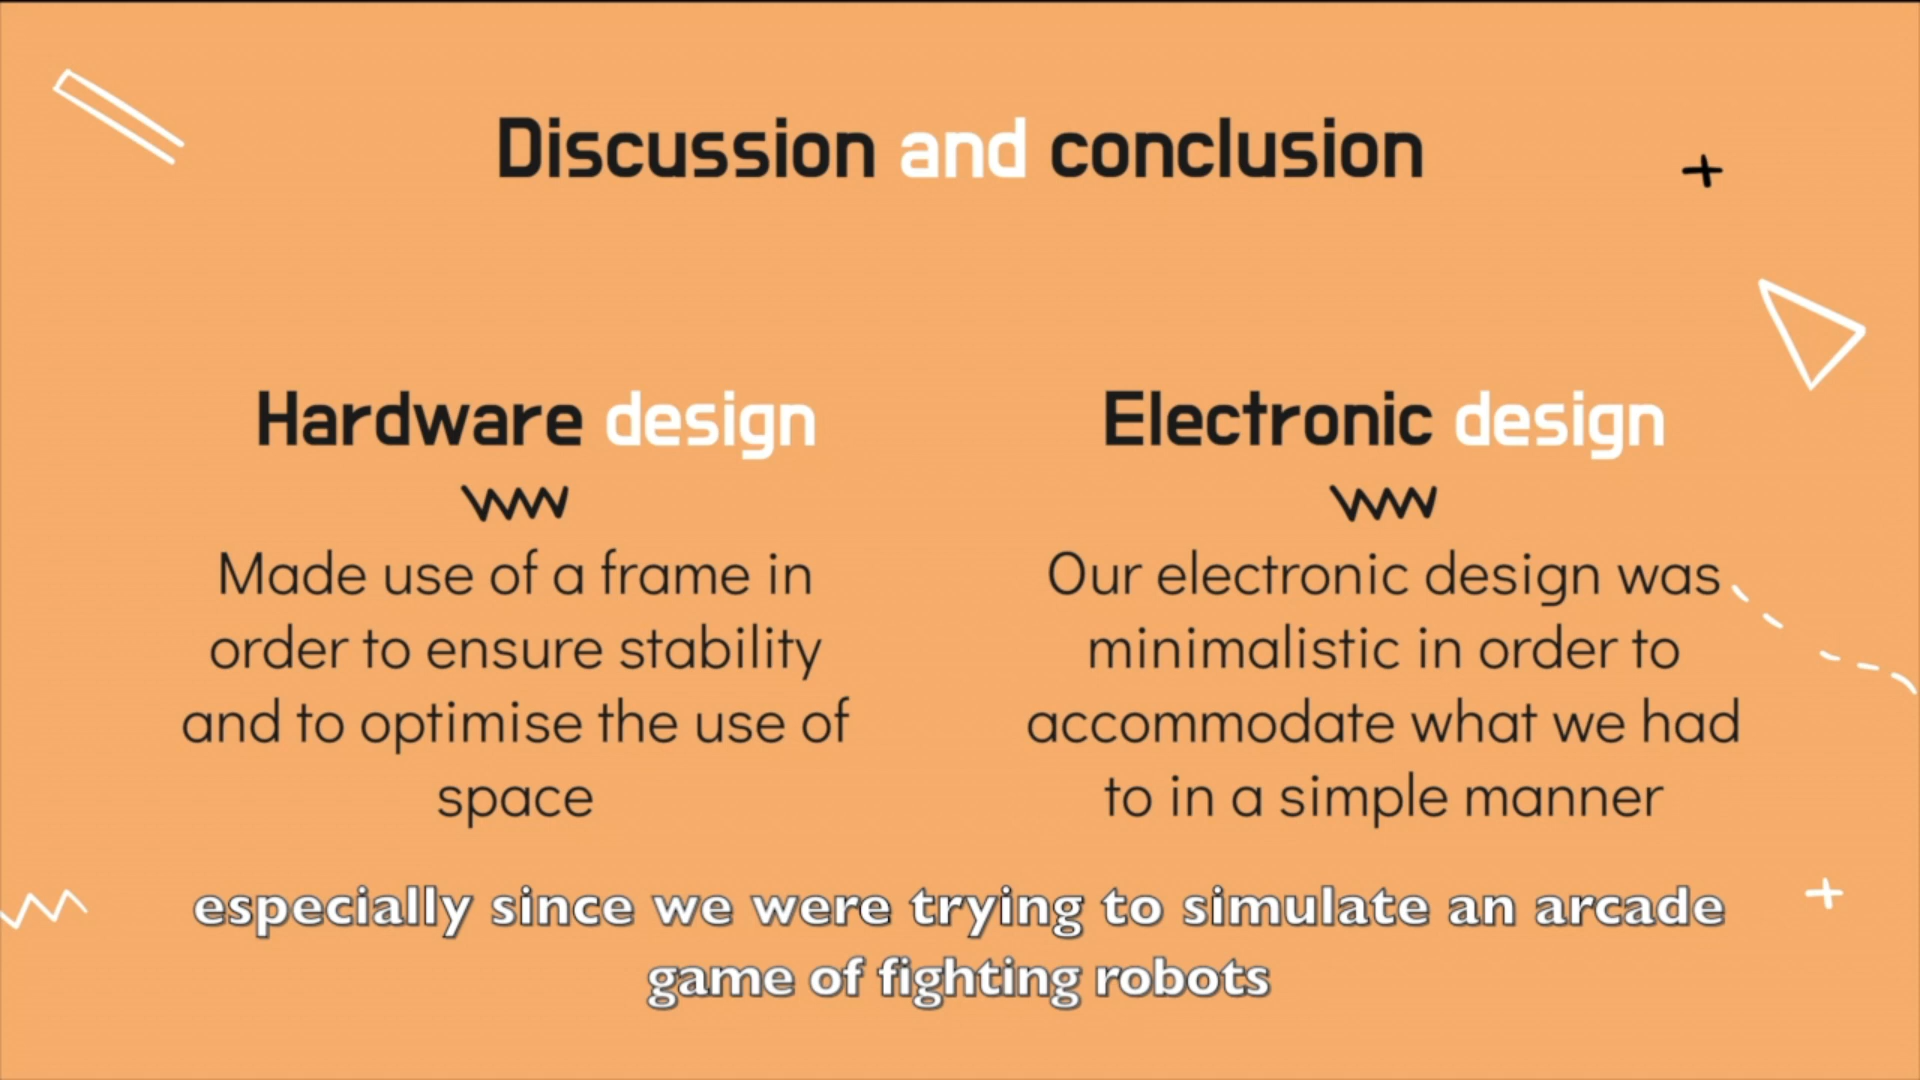 Discussion and conclusion
Hardware design
Made use of a frame in
order to ensure stability
and to optimise the use of
space
Electronic design
Our electronic design was
minimalistic in order to
accommodate what we had
to in a simple manner
especially since we were trying to simulate an arcade
game of fighting robots